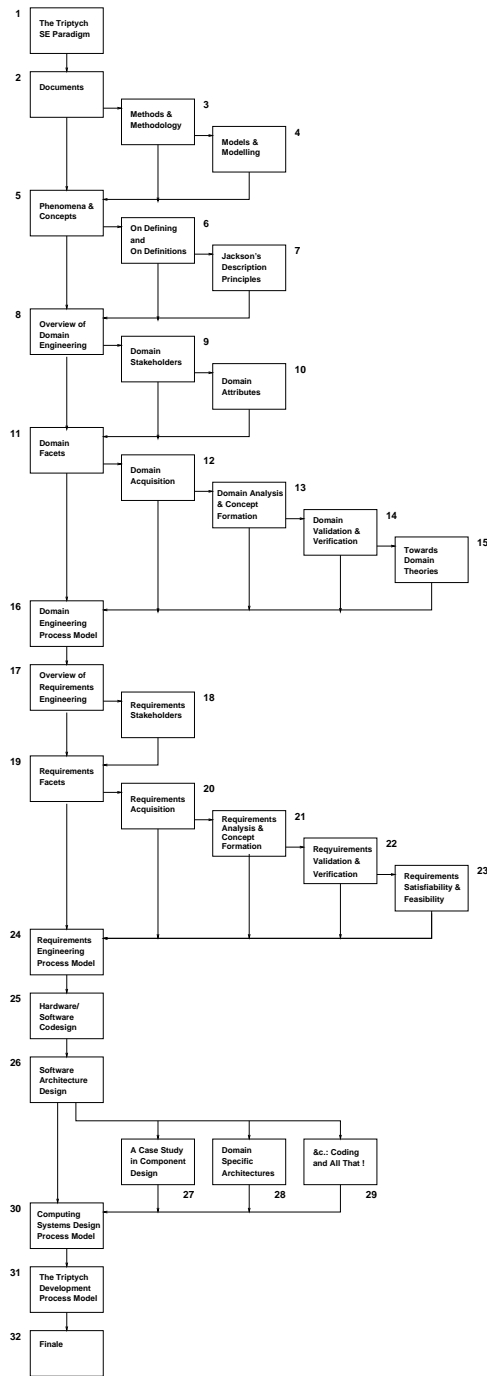 1
The Triptych
SE Paradigm
2
Documents
3
Methods &
Methodology
4
Models &
Modelling
5
Phenomena &
Concepts
6
On Defining
and
On Definitions
7
Jackson's
Description
Principles
8
Overview of
Domain
Engineering
9
Domain
Stakeholders
10
Domain
Attributes
11
Domain
Facets
12
Domain
Acquisition
13
Domain Analysis
& Concept
Formation
14
Domain
Validation &
Verification
15
Towards
Domain
Theories
16
Domain
Engineering
Process Model
17
Overview of
Requirements
Engineering
18
Requirements
Stakeholders
19
Requirements
Facets
20
Requirements
Acquisition
21
Requirements
Analysis &
Concept
Formation
22
Reqyuirements
Validation &
Verification
23
Requirements
Satisfiability &
Feasibility
24
Requirements
Engineering
Process Model
25
Hardware/
Software
Codesign
26
Software
Architecture
Design
A Case Study
in Component
Design
27
Domain
Specific
Architectures
28
&c.: Coding
and All That !
29
30
Computing
Systems Design
Process Model
31
The Triptych
Development
Process Model
32
Finale